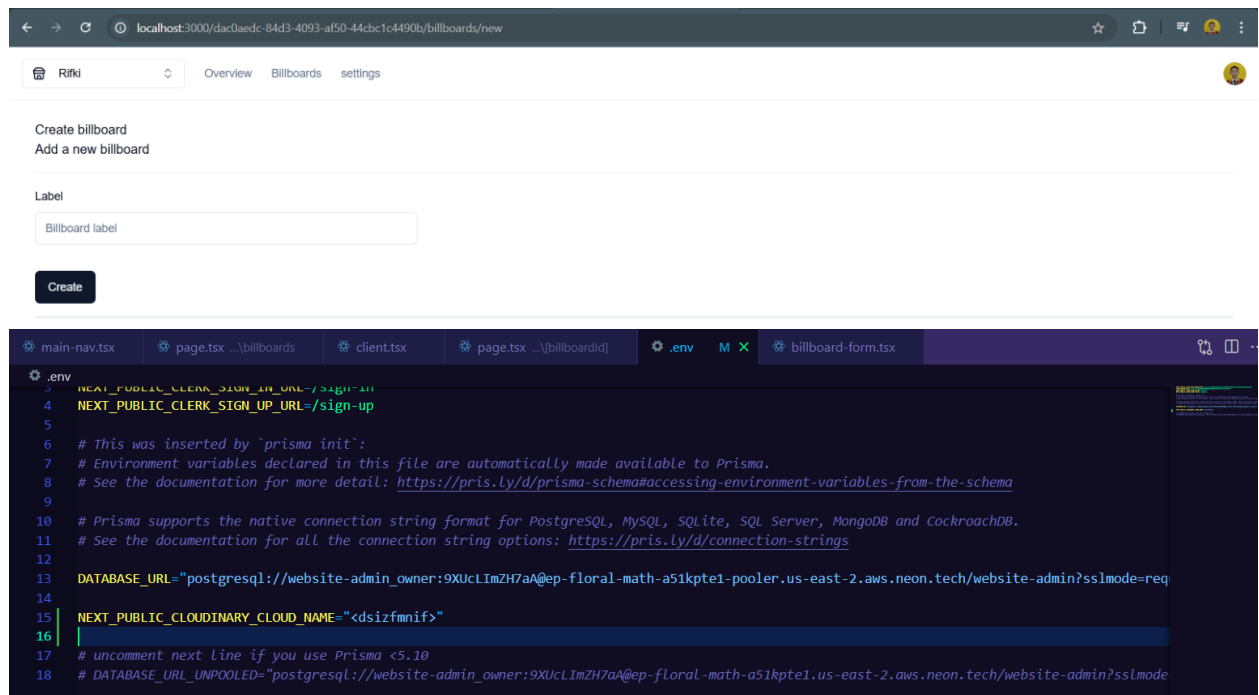 localhost:3000/dac0aedc-84d3-4093-af50-44cbc1c4490b/billboards/new
Rifki Overview Billboards settings
Create billboard
Add a new billboard
Label
Billboard label
Create
main-nav.tsx page.tsx ...\billboards client.tsx page.tsx ...\[billboardId] .env M billboard-form.tsx
.env
3 NEXT_PUBLIC_CLERK_SIGN_IN_URL=/sign-in
4 NEXT_PUBLIC_CLERK_SIGN_UP_URL=/sign-up
5
6 # This was inserted by `prisma init`:
7 # Environment variables declared in this file are automatically made available to Prisma.
8 # See the documentation for more detail: https://pris.ly/d/prisma-schema#accessing-environment-variables-from-the-schema
9
10 # Prisma supports the native connection string format for PostgreSQL, MySQL, SQLite, SQL Server, MongoDB and CockroachDB.
11 # See the documentation for all the connection string options: https://pris.ly/d/connection-strings
12
13 DATABASE_URL="postgresql://website-admin_owner:9XUcLImZH7aA@ep-floral-math-a51kpte1-pooler.us-east-2.aws.neon.tech/website-admin?sslmode=req
14
15 NEXT_PUBLIC_CLOUDINARY_CLOUD_NAME="<dsizfmnif>"
16
17 # uncomment next line if you use Prisma <5.10
18 # DATABASE_URL_UNPOOLED="postgresql://website-admin_owner:9XUcLImZH7aA@ep-floral-math-a51kpte1.us-east-2.aws.neon.tech/website-admin?sslmode